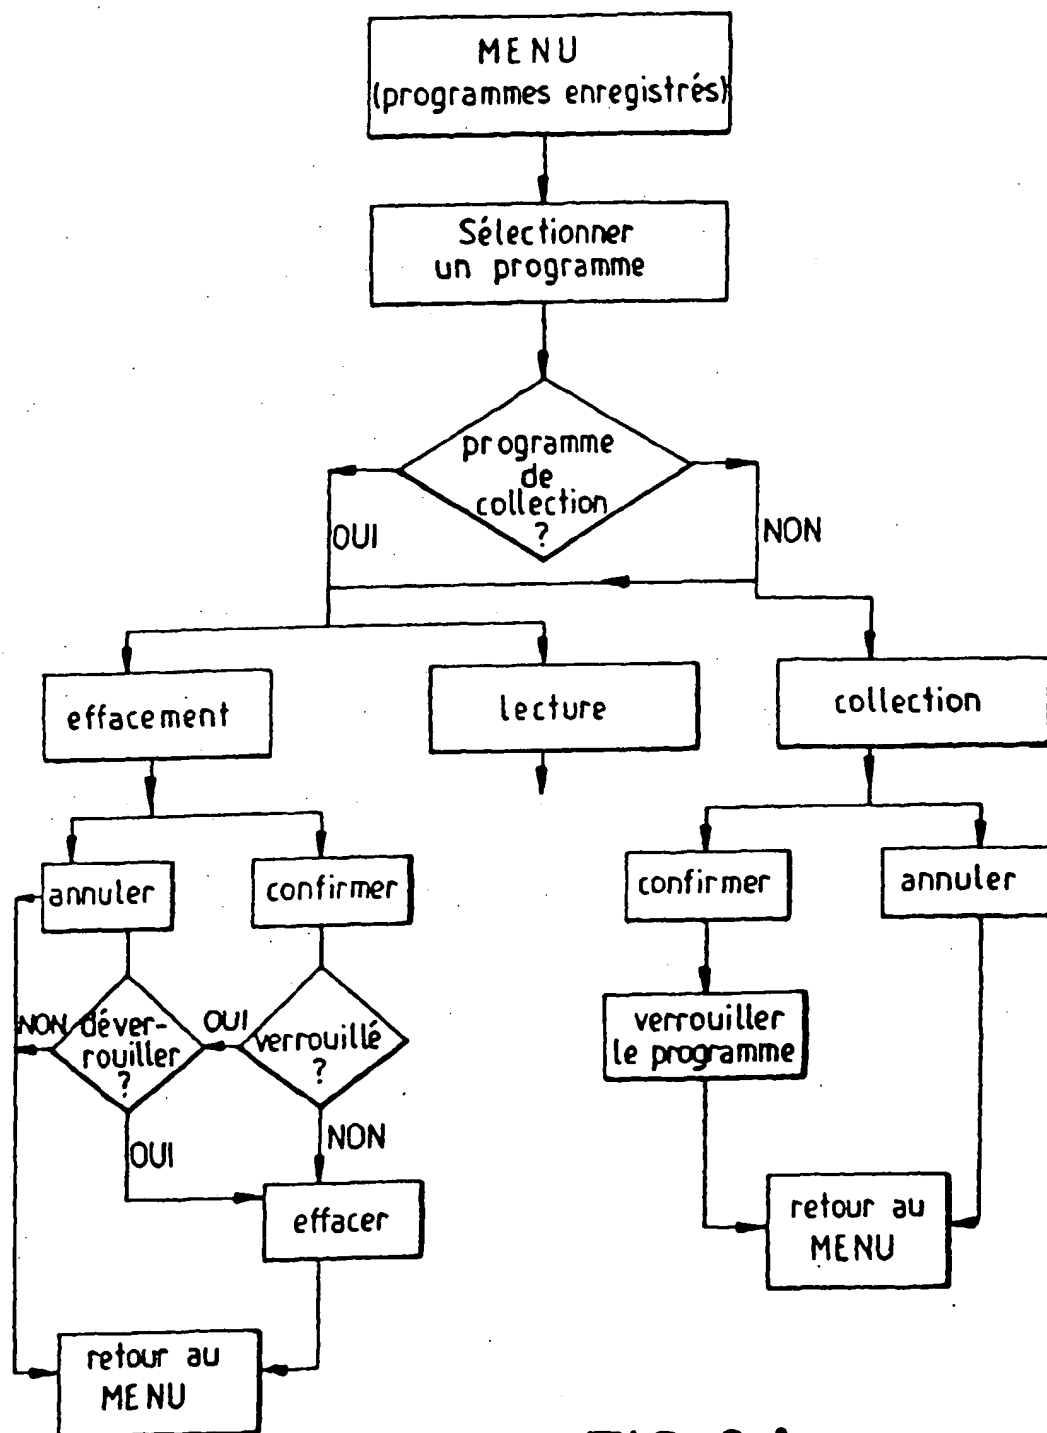 MENU
(programmes enregistrés)
Sélectionner
un programme
programme
de
collection
?
OUI
NON
effacement
lecture
collection
annuler
confirmer
confirmer
annuler
NON
déver-
rouiller
?
OUI
verrouillé
?
verrouiller
le programme
OUI
NON
effacer
retour au
MENU
retour au
MENU